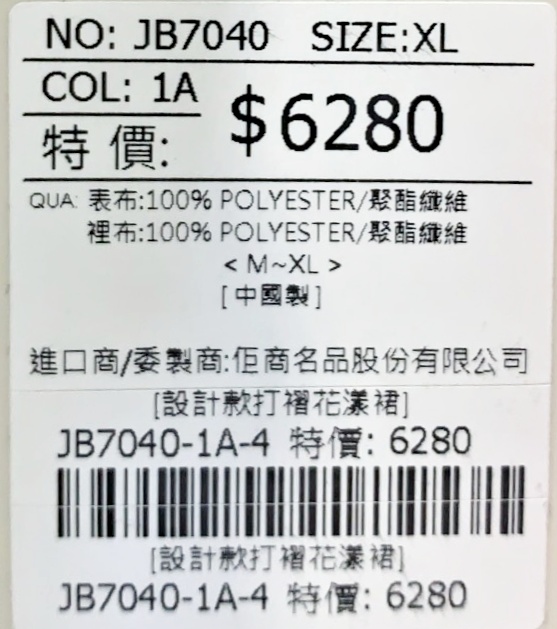 NO: JB7040 SIZE:XL
COL: 1A
$6280
特 價:
QUA: 表布:100% POLYESTER/聚酯纖維
裡布:100% POLYESTER/聚酯纖維
< M~XL >
[中國製]
進口商/委製商:佢商名品股份有限公司
[設計款打褶花漾裙]
JB7040-1A-4 特價: 6280
[設計款打褶花漾裙]
JB7040-1A-4 特價: 6280